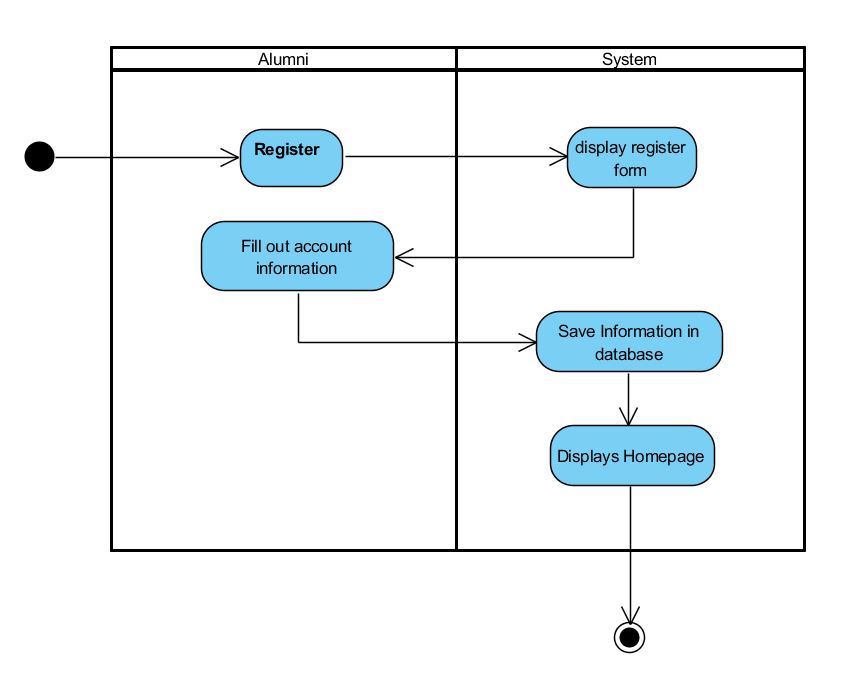 Alumni
System
Register
display register
form
Fill out account
information
Save Information in
database
Displays Homepage